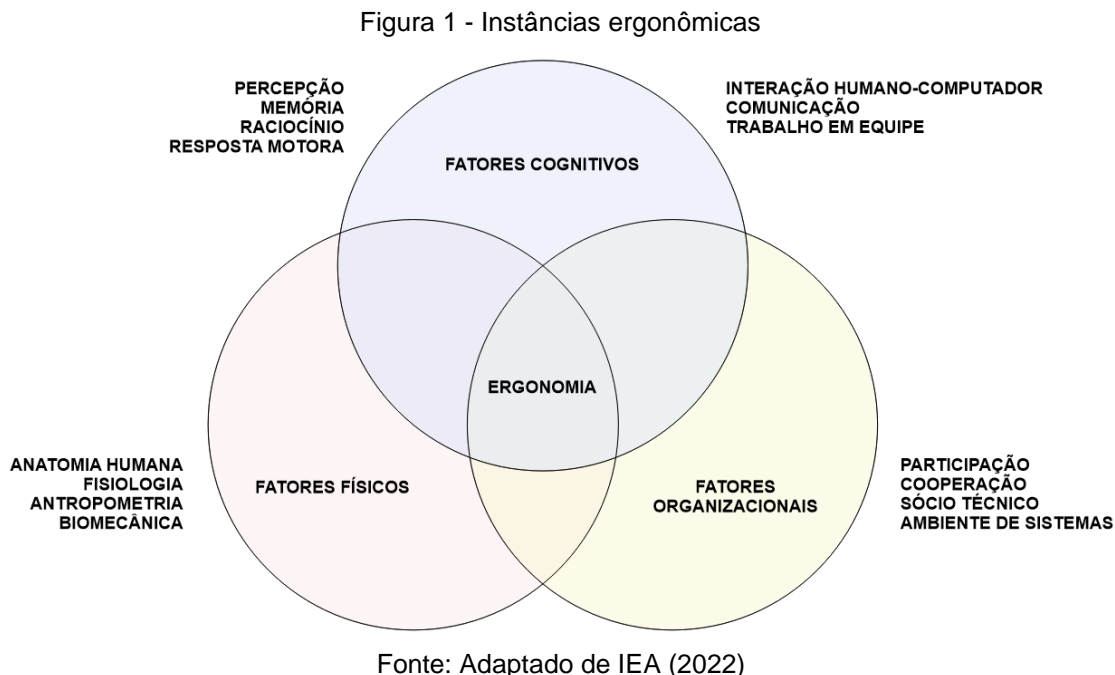 Figura 1 - Instâncias ergonômicas
PERCEPÇÃO
MEMÓRIA
RACIOCÍNIO
RESPOSTA MOTORA
INTERAÇÃO HUMANO-COMPUTADOR
COMUNICAÇÃO
TRABALHO EM EQUIPE
FATORES COGNITIVOS
ERGONOMIA
ANATOMIA HUMANA
FISIOLOGIA
ANTROPOMETRIA
BIOMECÂNICA
FATORES FÍSICOS
FATORES
ORGANIZACIONAIS
PARTICIPAÇÃO
COOPERAÇÃO
SÓCIO TÉCNICO
AMBIENTE DE SISTEMAS
Fonte: Adaptado de IEA (2022)